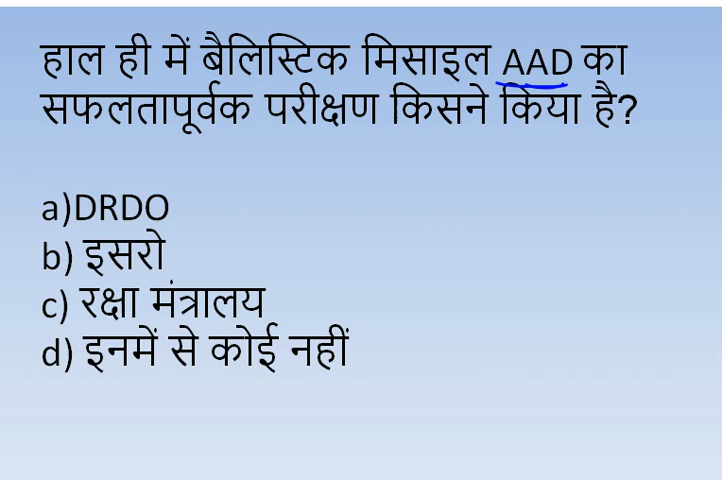 हाल ही में बैलिस्टिक मिसाइल AAD का
सफलतापूर्वक परीक्षण किसने किया है?
a)DRDO
b) इसरो
c) रक्षा मंत्रालय
d) इनमें से कोई नहीं